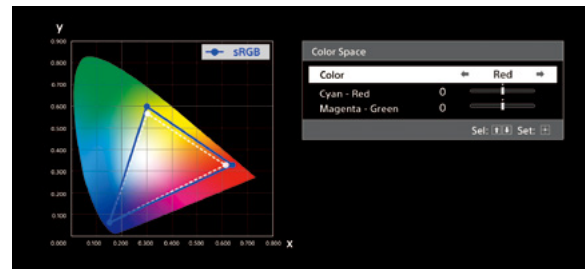 y
0.900
sRGB
0.800
0.700
0.600
0.500
0.400
0.300
0.200
0.100
0.000 0.100 0.200 0.300 0.400 0.500 0.600 0.700 0.800 X
Color Space
Color Red
Cyan - Red 0
Magenta - Green 0
Sel: Set: